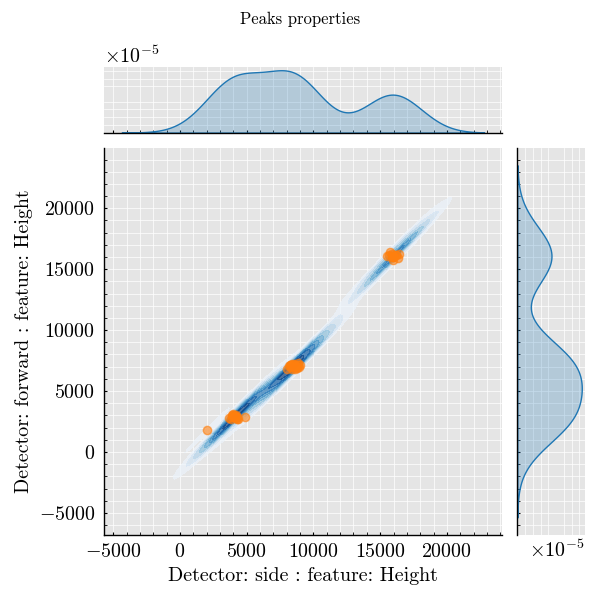 Peaks properties
×10⁻⁵
20000
15000
10000
5000
0
−5000
Detector: forward : feature: Height
−5000 0 5000 10000 15000 20000
×10⁻⁵
Detector: side : feature: Height